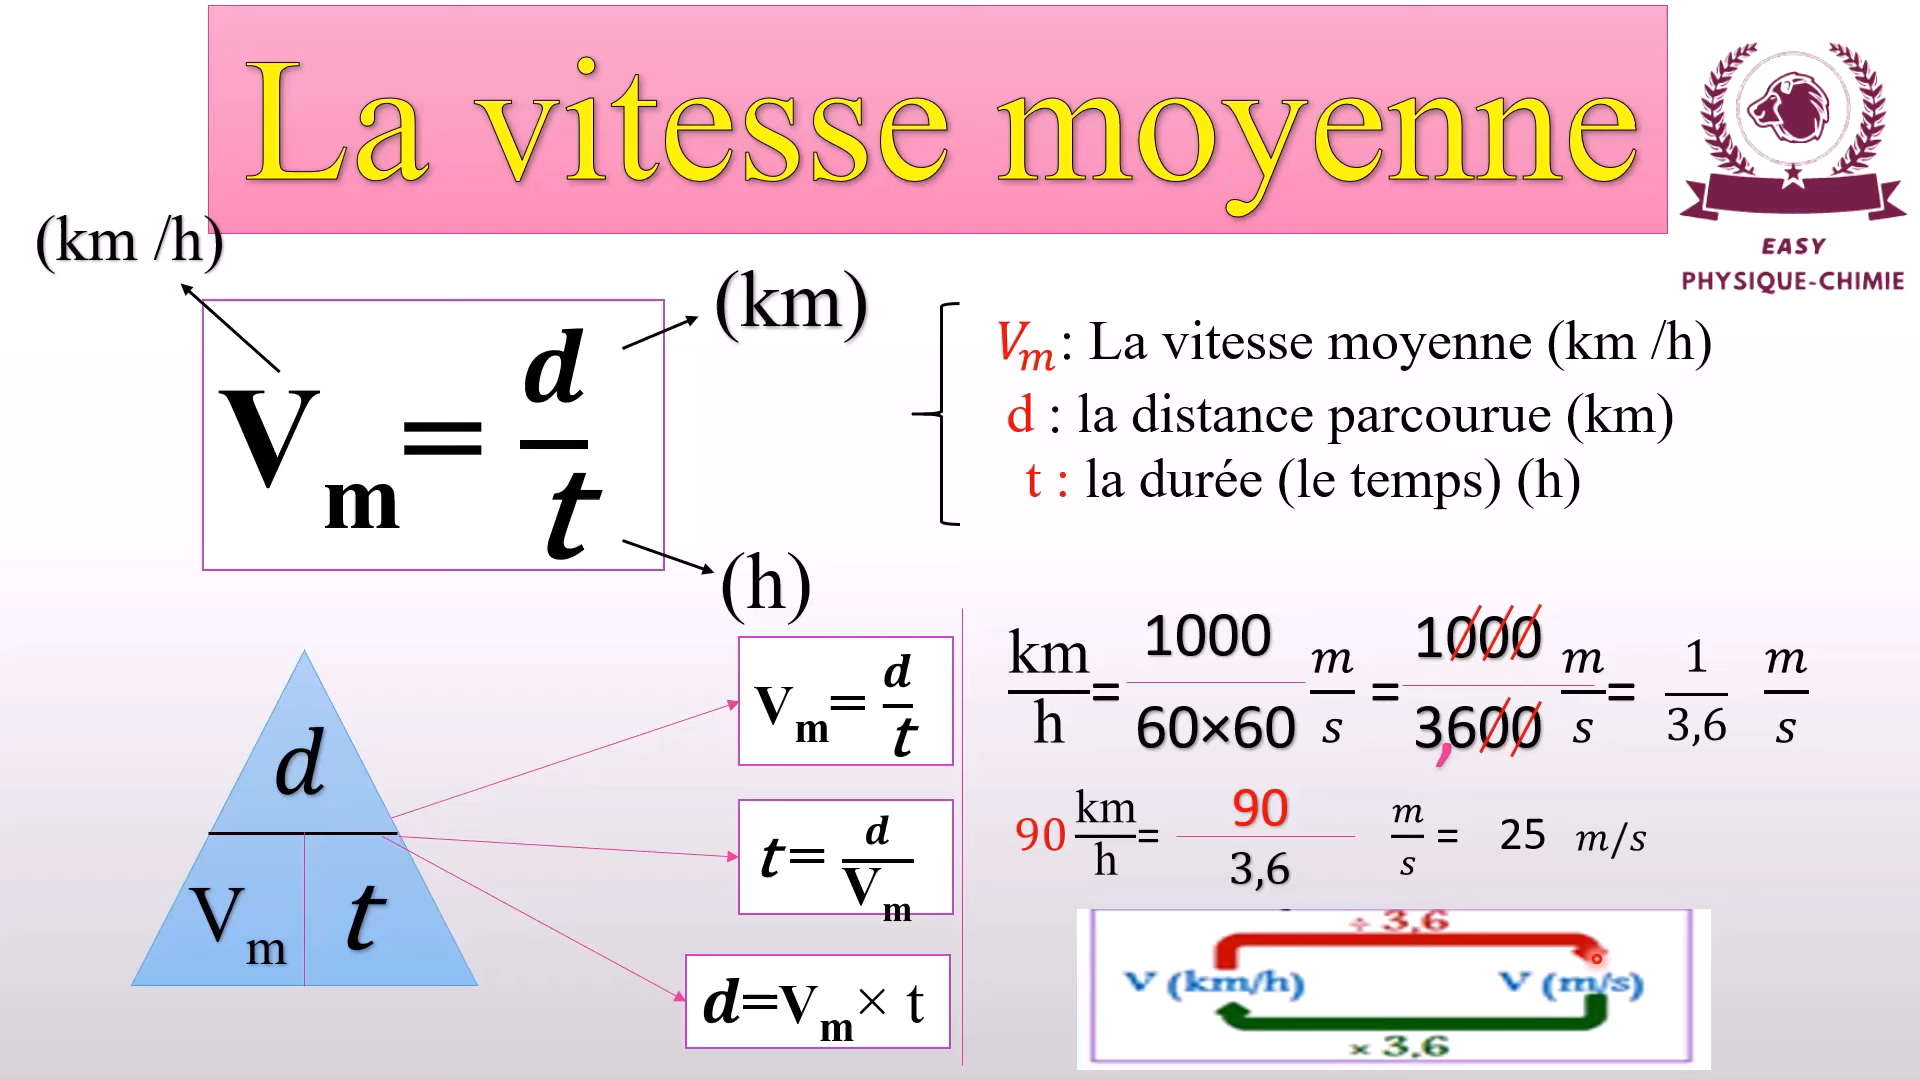 La vitesse moyenne
EASY
PHYSIQUE-CHIMIE
(km /h)
(km)
Vm= d/t
(h)
Vm: La vitesse moyenne (km /h)
d : la distance parcourue (km)
t : la durée (le temps) (h)
d
Vm t
Vm= d/t
t= d/Vm
d=Vm× t
km/h= 1000/60×60 m/s = 1000/3,600 m/s= 1/3,6 m/s
90 km/h= 90/3,6 m/s = 25 m/s
÷ 3,6
V (km/h) V (m/s)
× 3,6